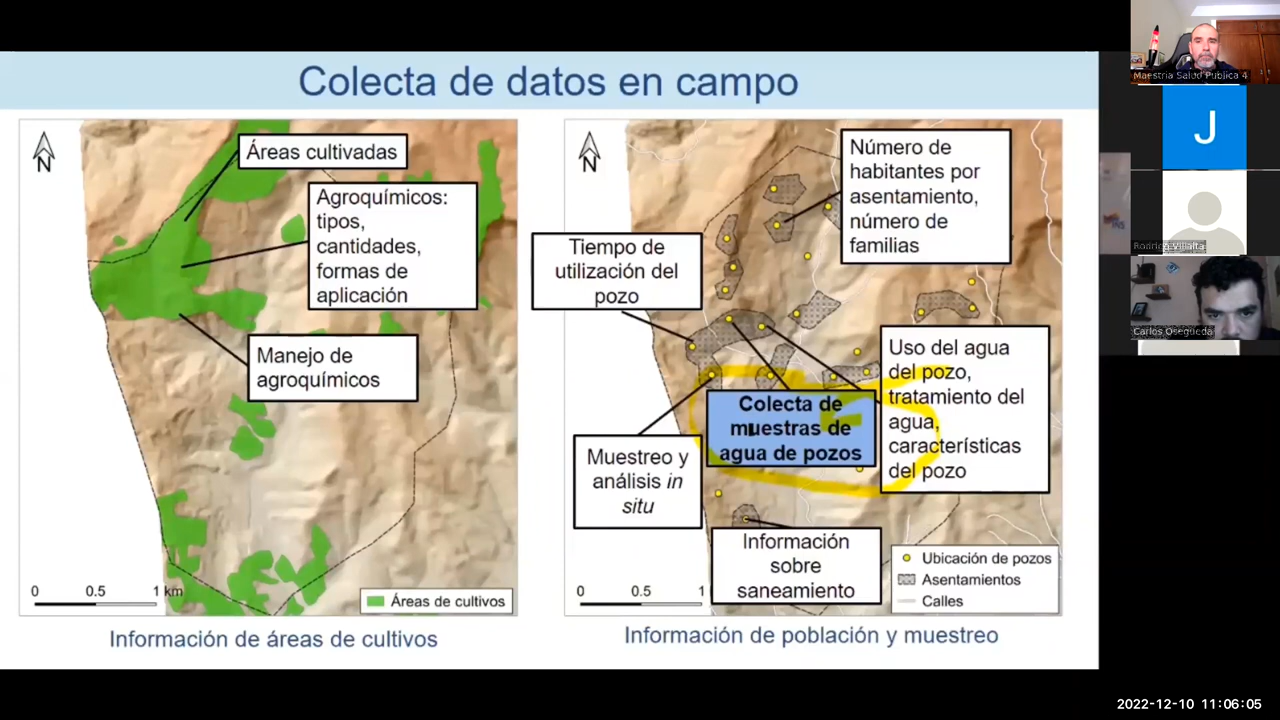 Colecta de datos en campo
N
Áreas cultivadas
Agroquímicos:
tipos,
cantidades,
formas de
aplicación
Manejo de
agroquímicos
0 0.5 1 km
Áreas de cultivos
Información de áreas de cultivos
N
Número de
habitantes por
asentamiento,
número de
familias
Tiempo de
utilización del
pozo
Uso del agua
del pozo,
tratamiento del
agua,
características
del pozo
Colecta de
muestras de
agua de pozos
Muestreo y
análisis in
situ
Información
sobre
saneamiento
0 0.5 1
Ubicación de pozos
Asentamientos
Calles
Información de población y muestreo
Maestria Salud Publica 4
J
Rodrigo Villalta
Carlos Osegueda
2022-12-10 11:06:05